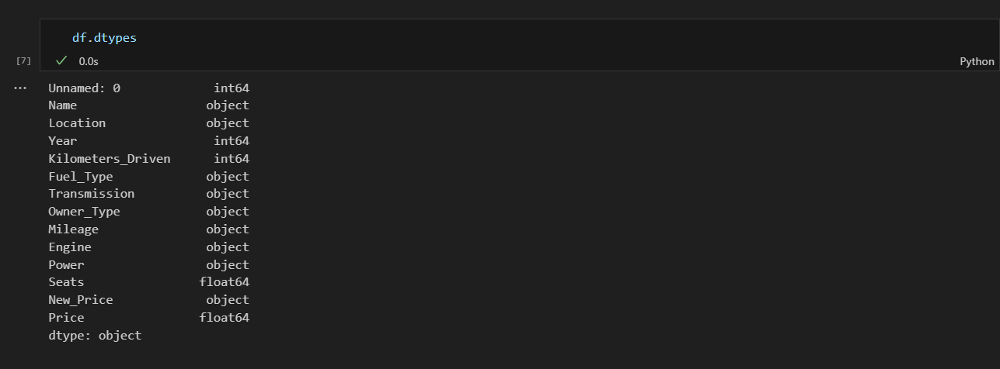 df.dtypes
[7] ✓ 0.0s Python
... Unnamed: 0 int64
Name object
Location object
Year int64
Kilometers_Driven int64
Fuel_Type object
Transmission object
Owner_Type object
Mileage object
Engine object
Power object
Seats float64
New_Price object
Price float64
dtype: object